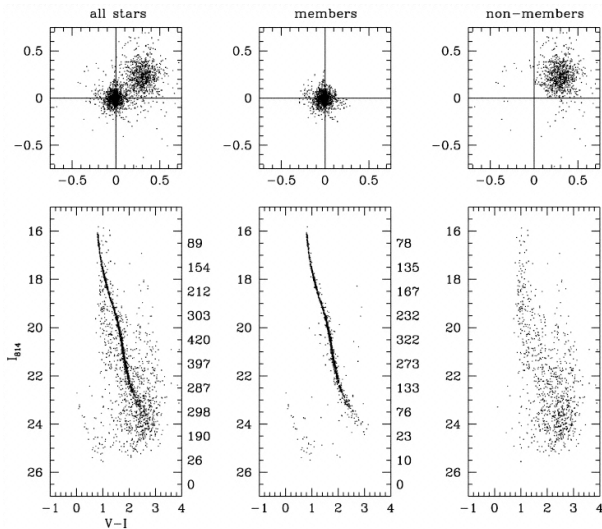 all stars members non-members
0.5 0.5 0.5
0 0 0
−0.5 −0.5 −0.5
−0.5 0 0.5 −0.5 0 0.5 −0.5 0 0.5
16 16 16
89 78
154 135
18 18 18
212 167
303 232
20 20 20
420 322
I814
397 273
22 22 22
287 133
298 76
24 24 24
190 23
26 10
26 26 26
0 0
−1 0 1 2 3 4 −1 0 1 2 3 4 −1 0 1 2 3 4
V−I